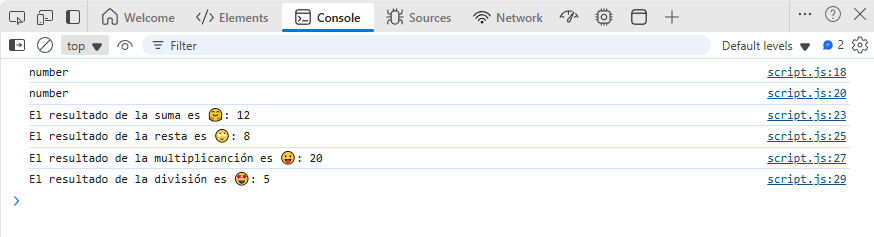 Welcome Elements Console Sources Network
top Filter Default levels 2
number script.js:18
number script.js:20
El resultado de la suma es 🤗: 12 script.js:23
El resultado de la resta es 🙄: 8 script.js:25
El resultado de la multiplicanción es 😛: 20 script.js:27
El resultado de la división es 😍: 5 script.js:29